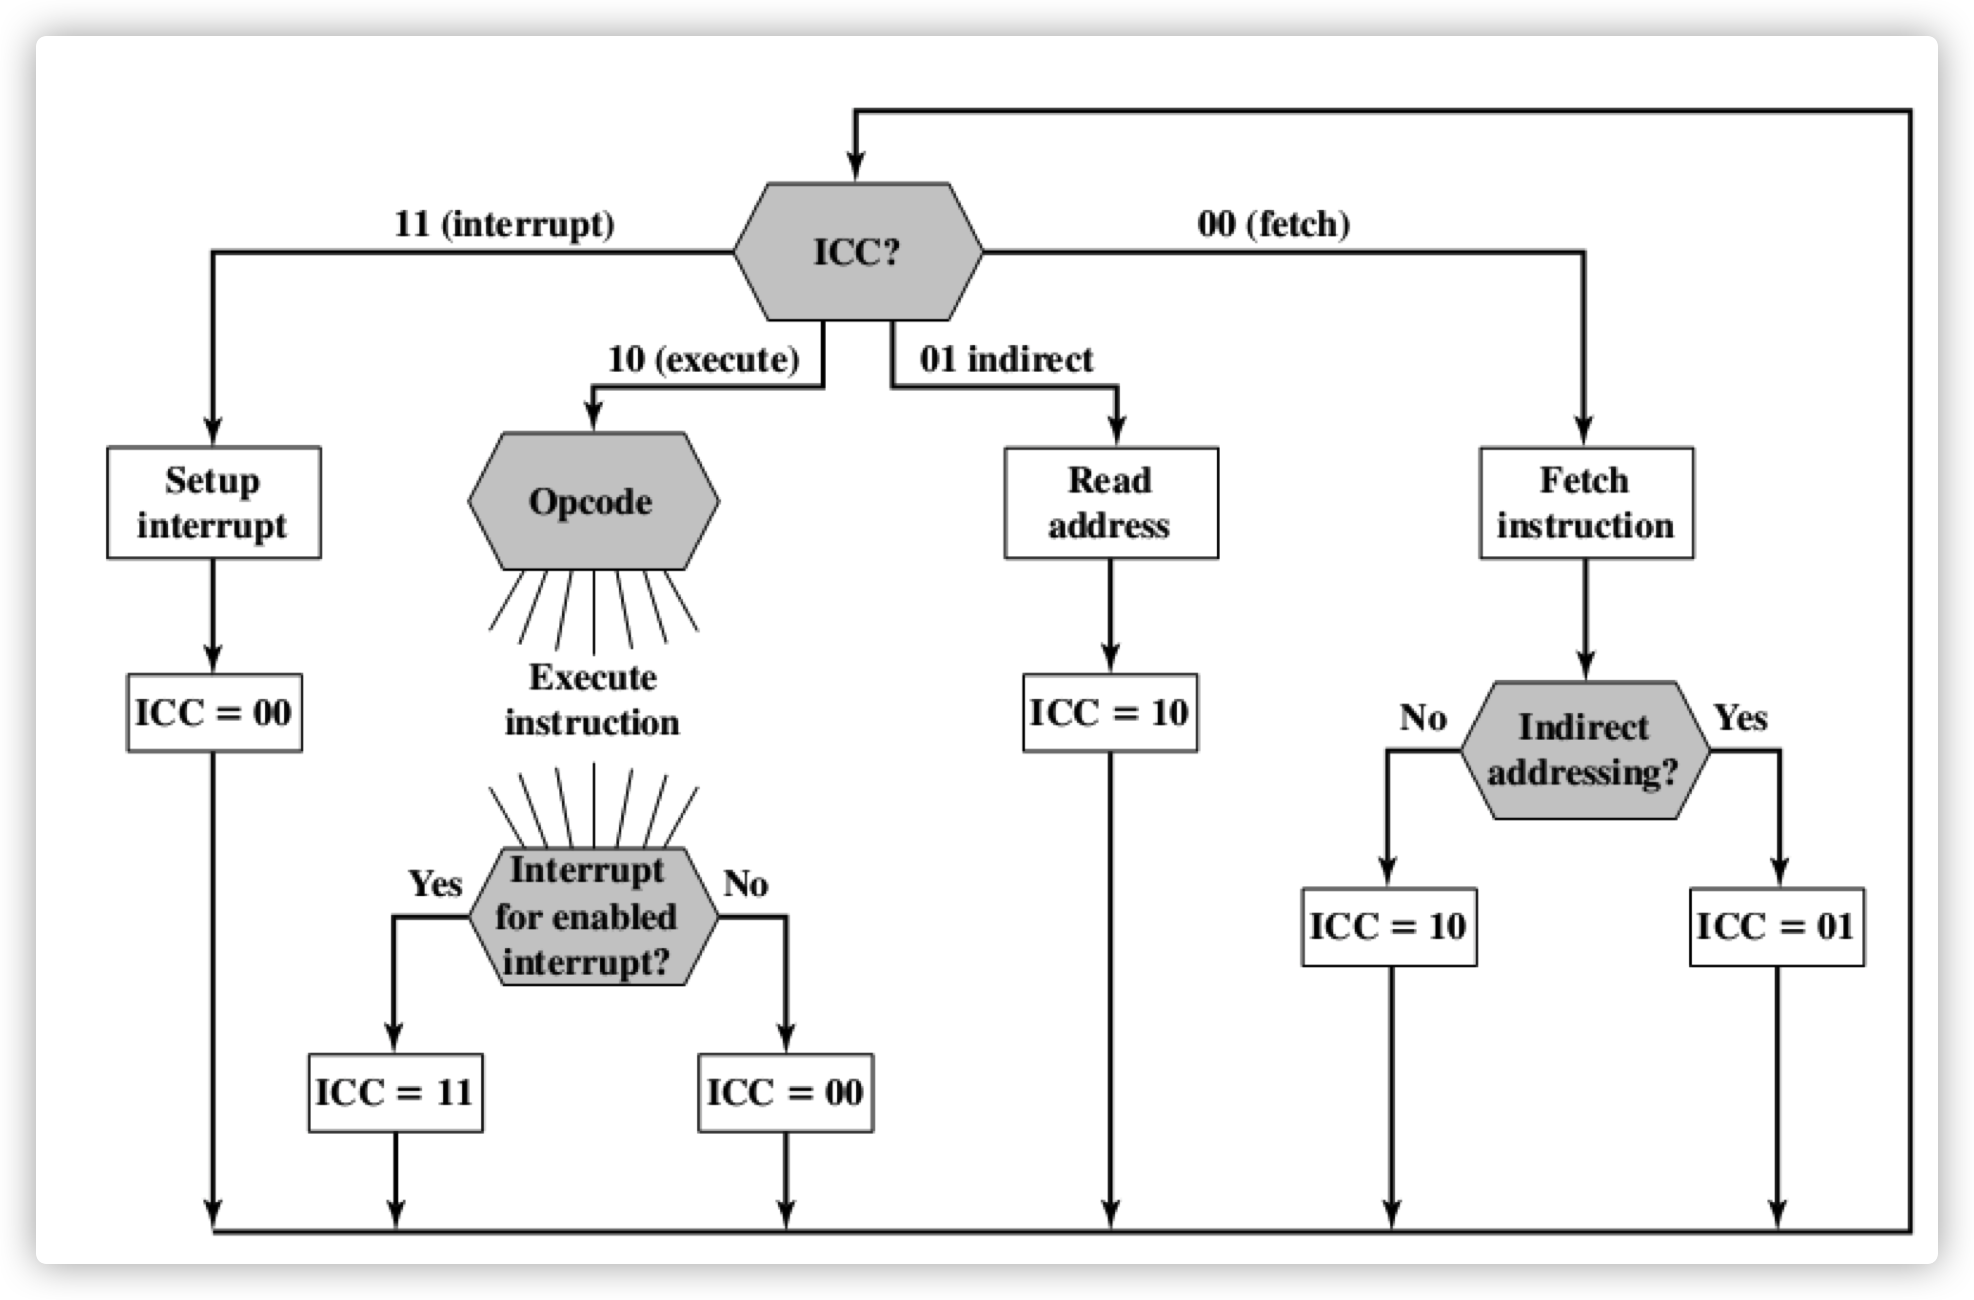 11 (interrupt)
ICC?
00 (fetch)
10 (execute)
01 indirect
Setup
interrupt
Opcode
Read
address
Fetch
instruction
ICC = 00
Execute
instruction
ICC = 10
No
Indirect
addressing?
Yes
Yes
Interrupt
for enabled
interrupt?
No
ICC = 10
ICC = 01
ICC = 11
ICC = 00